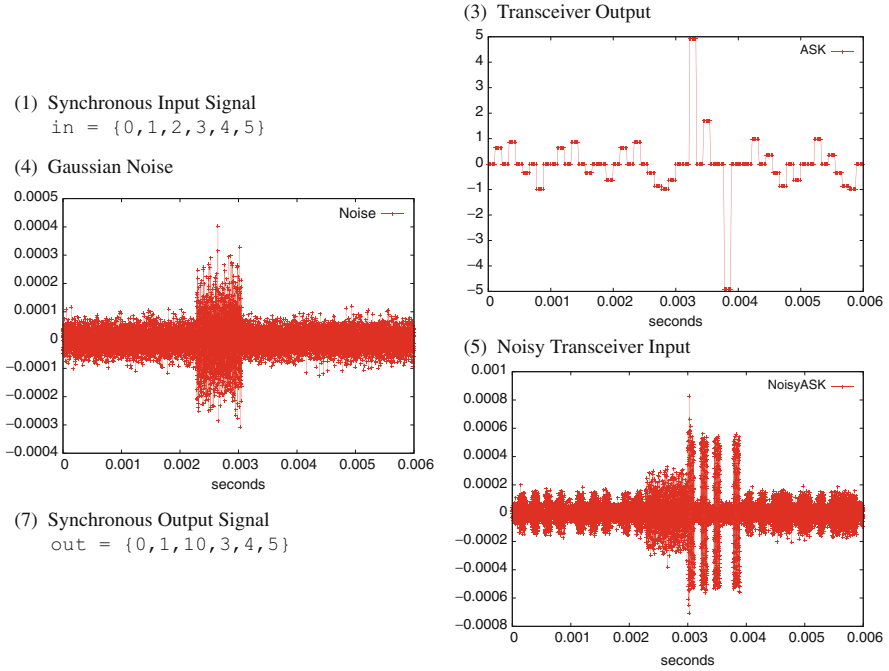 (1) Synchronous Input Signal
in = {0,1,2,3,4,5}
(4) Gaussian Noise
0.0005
0.0004
0.0003
0.0002
0.0001
0
−0.0001
−0.0002
−0.0003
−0.0004
Noise
0 0.001 0.002 0.003 0.004 0.005 0.006
seconds
(7) Synchronous Output Signal
out = {0,1,10,3,4,5}
(3) Transceiver Output
5
4
3
2
1
0
−1
−2
−3
−4
−5
ASK
0 0.001 0.002 0.003 0.004 0.005 0.006
seconds
(5) Noisy Transceiver Input
0.001
0.0008
0.0006
0.0004
0.0002
0
−0.0002
−0.0004
−0.0006
−0.0008
NoisyASK
0 0.001 0.002 0.003 0.004 0.005 0.006
seconds